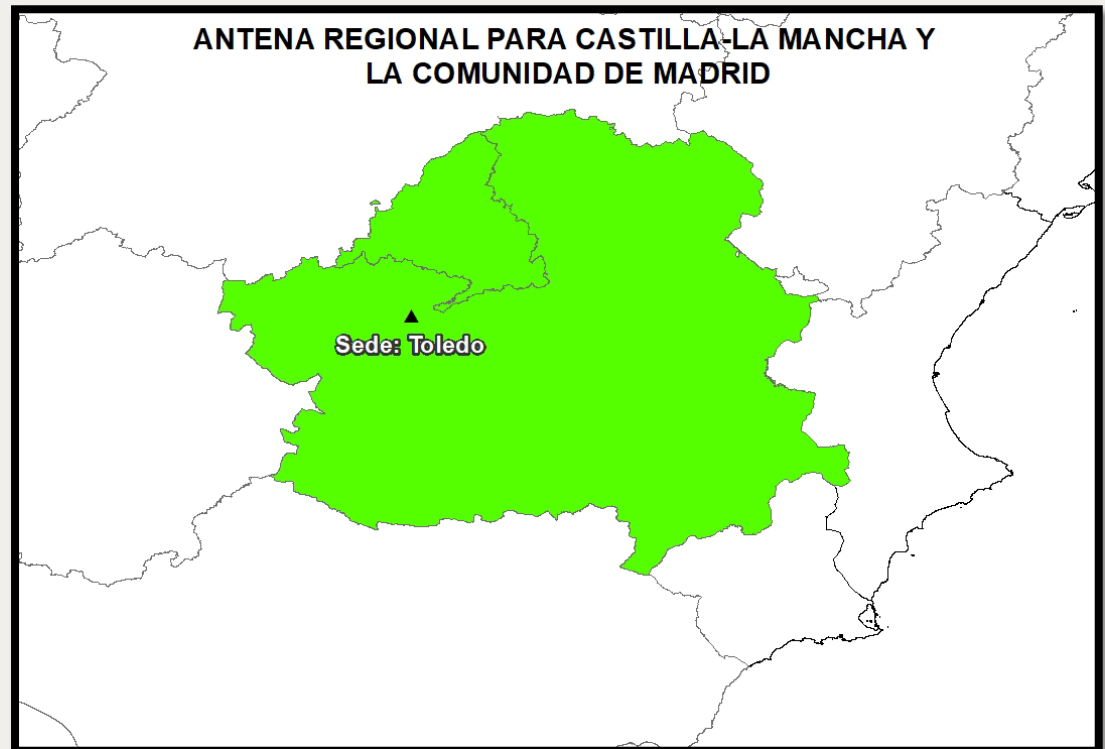 ANTENA REGIONAL PARA CASTILLA-LA MANCHA Y
LA COMUNIDAD DE MADRID
Sede: Toledo